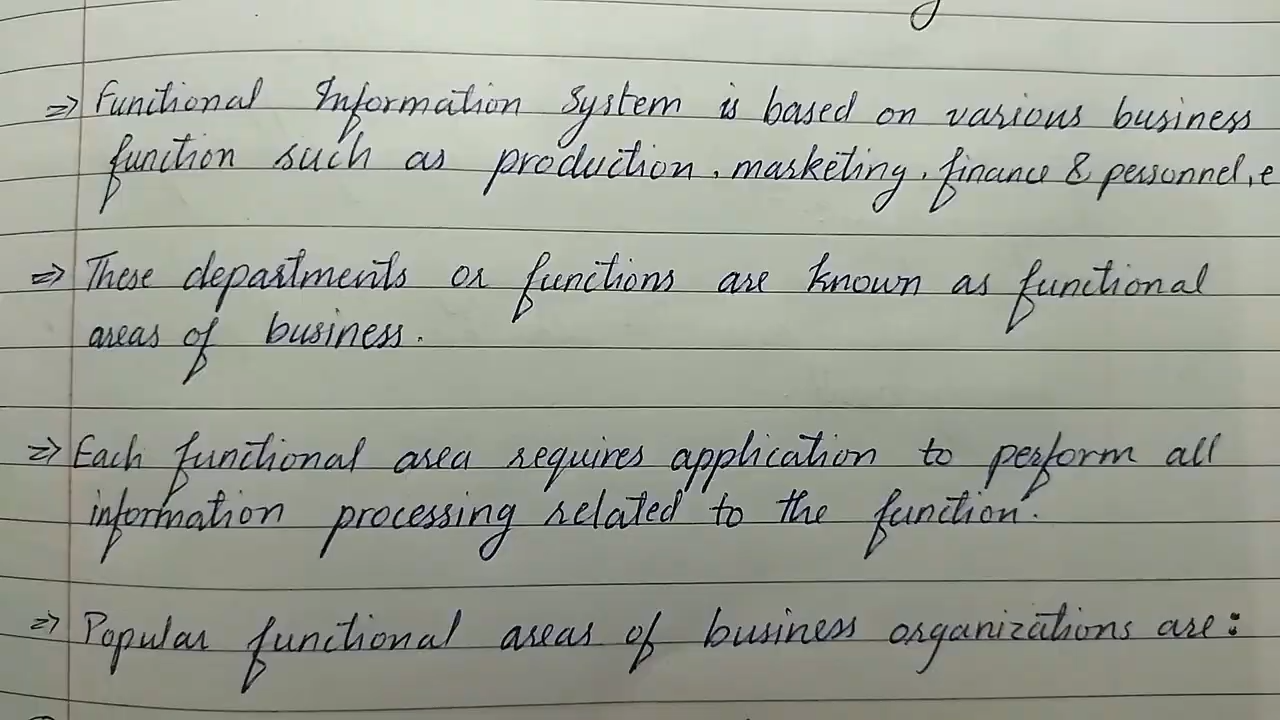 ⇒ Functional Information System is based on various business
function such as production, marketing, finance & personnel, e
⇒ These departments or functions are known as functional
areas of business.
⇒ Each functional area requires application to perform all
information processing related to the function.
⇒ Popular functional areas of business organizations are: